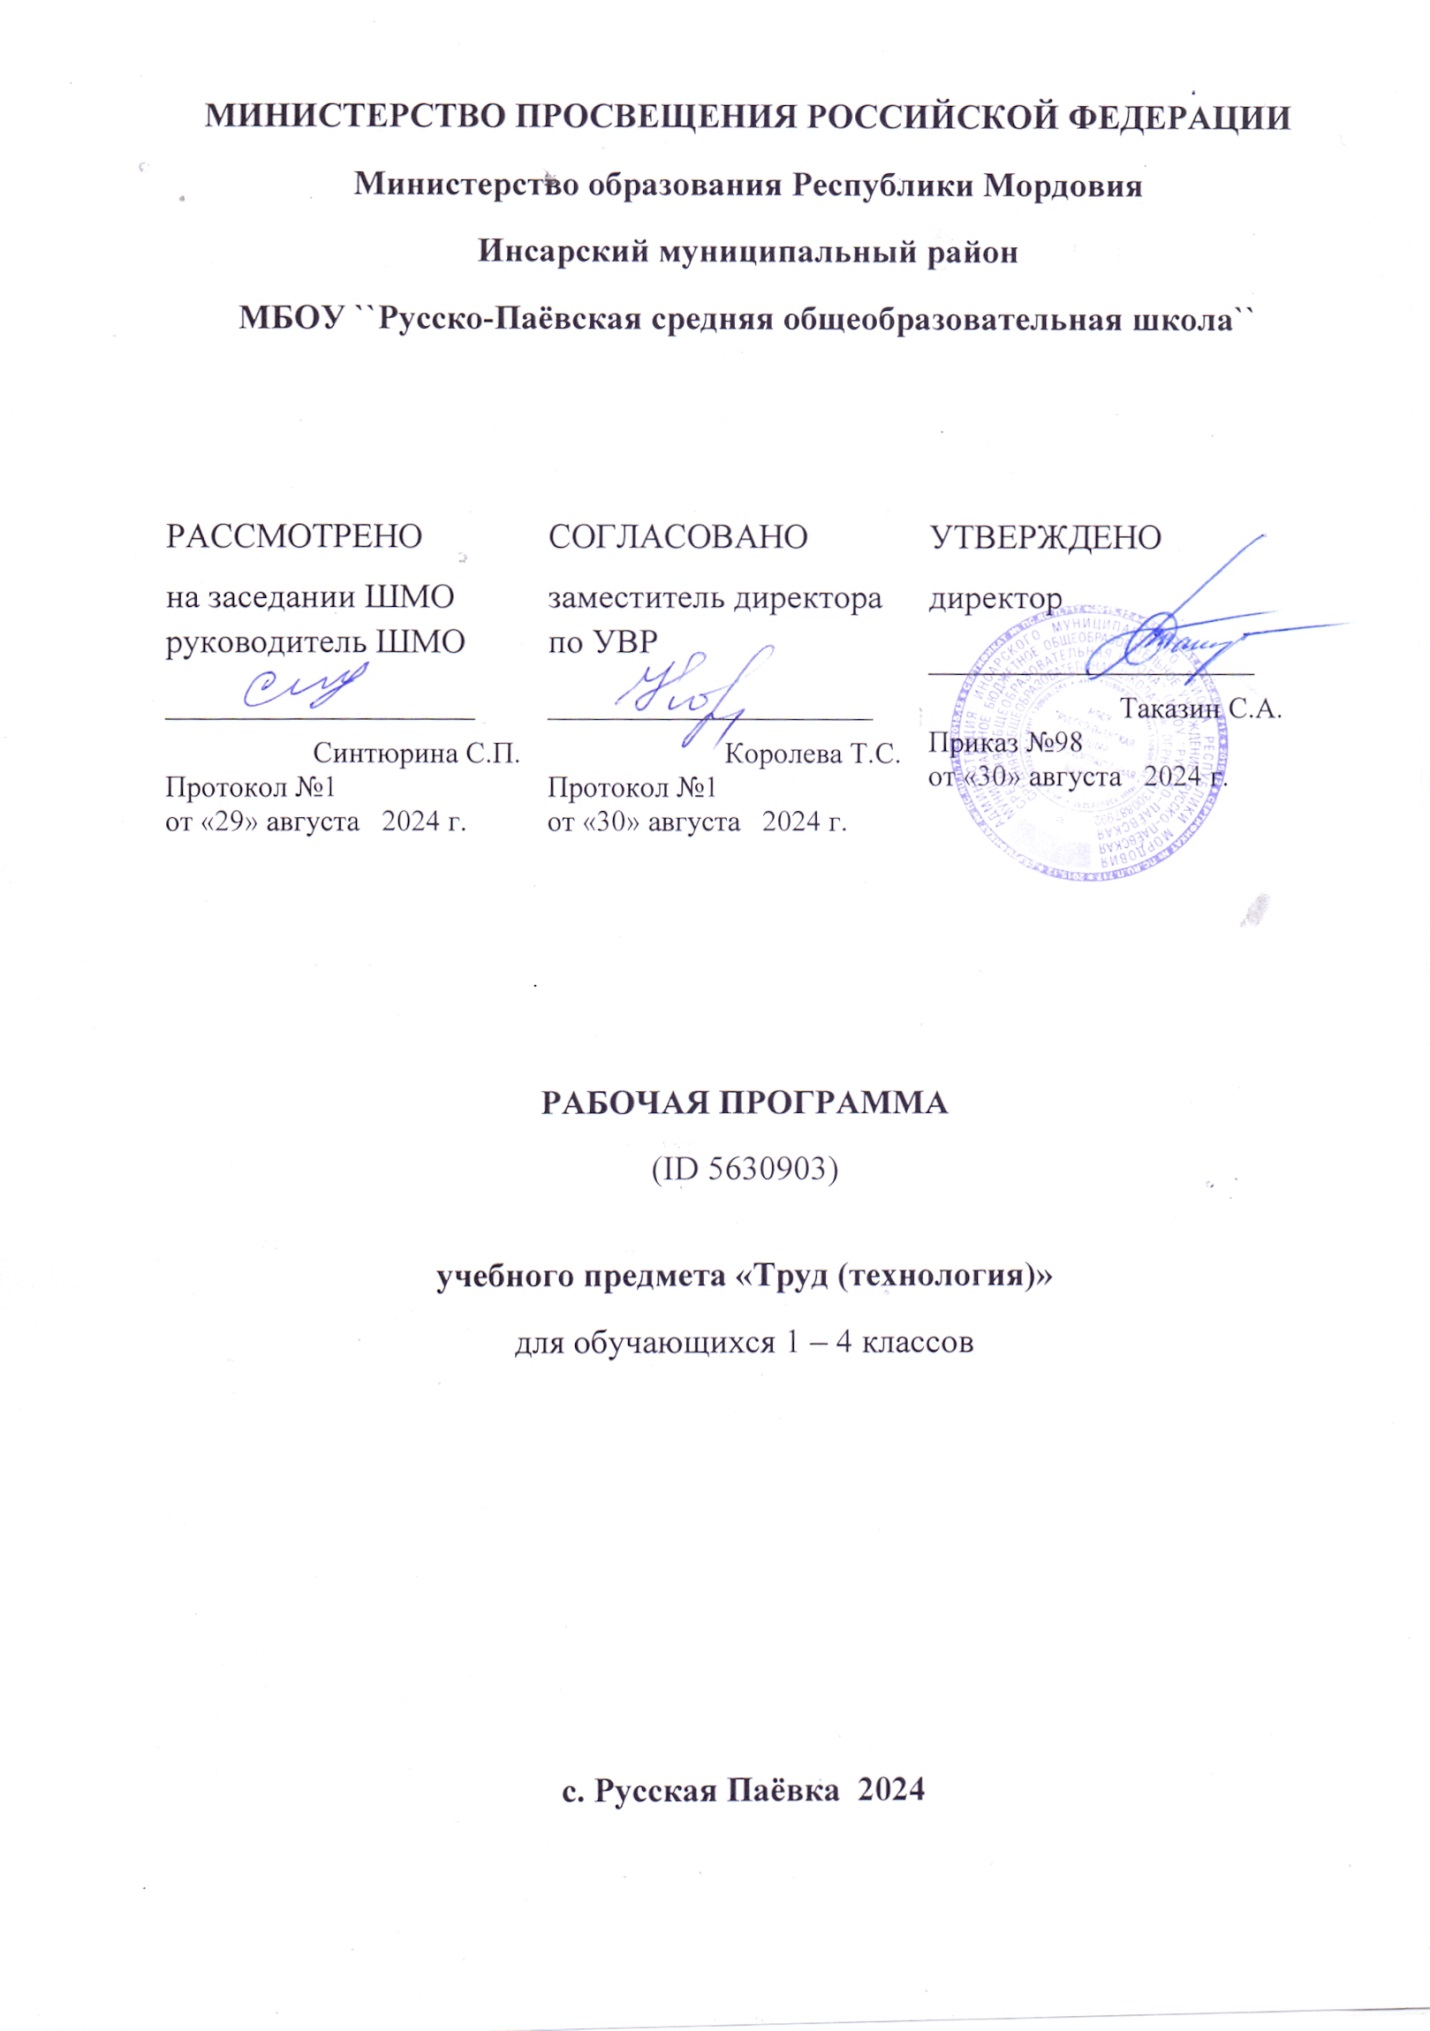 МИНИСТЕРСТВО ПРОСВЕЩЕНИЯ РОССИЙСКОЙ ФЕДЕРАЦИИ
Министерство образования Республики Мордовия
Инсарский муниципальный район
МБОУ ``Русско-Паёвская средняя общеобразовательная школа``
РАССМОТРЕНО
на заседании ШМО
руководитель ШМО
Синтюрина С.П.
Протокол №1
от «29» августа 2024 г.
СОГЛАСОВАНО
заместитель директора
по УВР
Королева Т.С.
Протокол №1
от «30» августа 2024 г.
УТВЕРЖДЕНО
директор
Таказин С.А.
Приказ №98
от «30» августа 2024 г.
РАБОЧАЯ ПРОГРАММА
(ID 5630903)
учебного предмета «Труд (технология)»
для обучающихся 1 – 4 классов
с. Русская Паёвка 2024